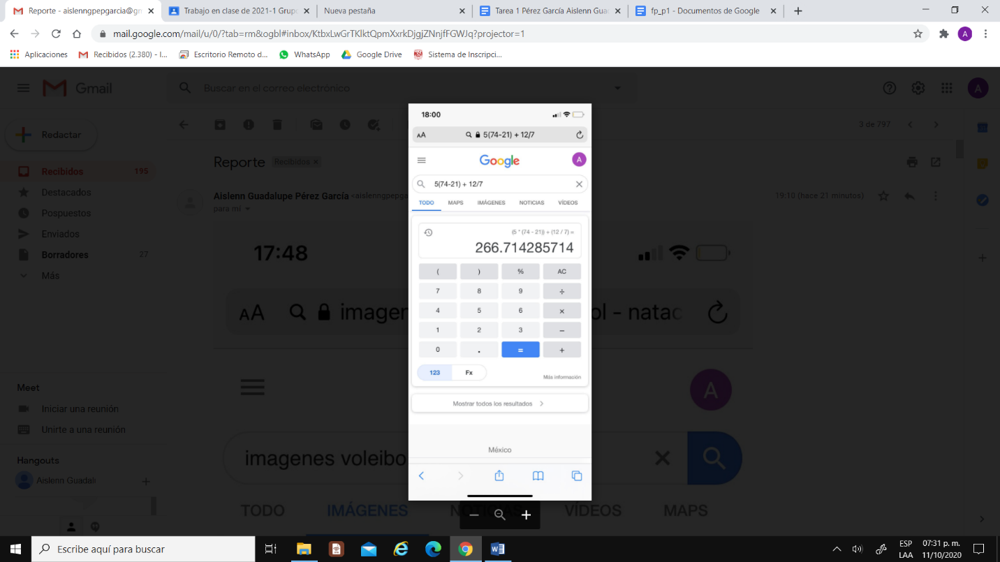 Reporte - aislenngpepgarcia@gm
Trabajo en clase de 2021-1 Grup
Nueva pestaña
Tarea 1 Pérez García Aislenn Gua
fp_p1 - Documentos de Google
mail.google.com/mail/u/0/?tab=rm&ogbl#inbox/KtbxLwGrTKlktQpmXxrkDjgjZNnjfFGWJq?projector=1
A
Aplicaciones
Recibidos (2.380) - I...
Escritorio Remoto d...
WhatsApp
Google Drive
Sistema de Inscripci...
Gmail
Buscar en el correo electrónico
A
Redactar
3 de 797
Recibidos 195
Destacados
Pospuestos
Enviados
Borradores 27
Más
Reporte
Recibidos
Aislenn Guadalupe Pérez García <aislenngpepga
para mí
19:10 (hace 21 minutos)
17:48
AA
imagen
ol - natac
A
imagenes voleibo
TODO
IMÁGENES
VÍDEOS
MAPS
Meet
Iniciar una reunión
Unirte a una reunión
Hangouts
Aislenn Guadal
18:00
AA
5(74-21) + 12/7
Google
A
5(74-21) + 12/7
TODO
MAPS
IMÁGENES
NOTICIAS
VÍDEOS
(5 * (74 - 21)) + (12 / 7) =
266.714285714
( ) % AC
7 8 9 ÷
4 5 6 ×
1 2 3 −
0 . = +
123 Fx
Más información
Mostrar todos los resultados
México
Escribe aquí para buscar
ESP
LAA
07:31 p. m.
11/10/2020